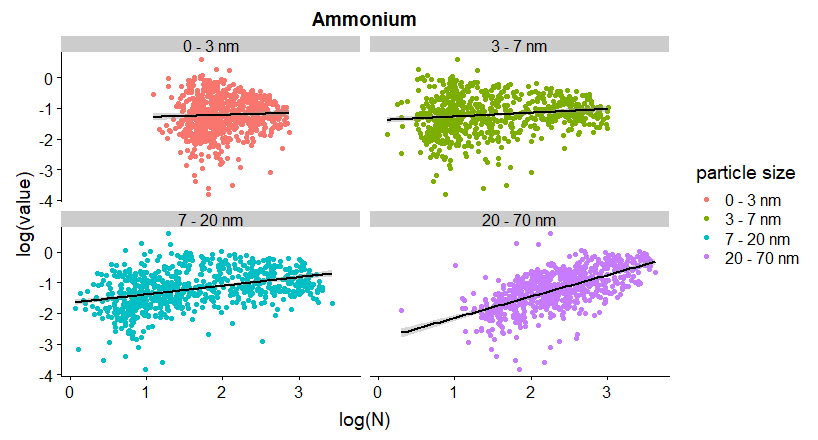 Ammonium
0 - 3 nm
3 - 7 nm
0
-1
-2
-3
-4
7 - 20 nm
20 - 70 nm
0
-1
-2
-3
-4
0
1
2
3
0
1
2
3
log(value)
log(N)
particle size
0 - 3 nm
3 - 7 nm
7 - 20 nm
20 - 70 nm